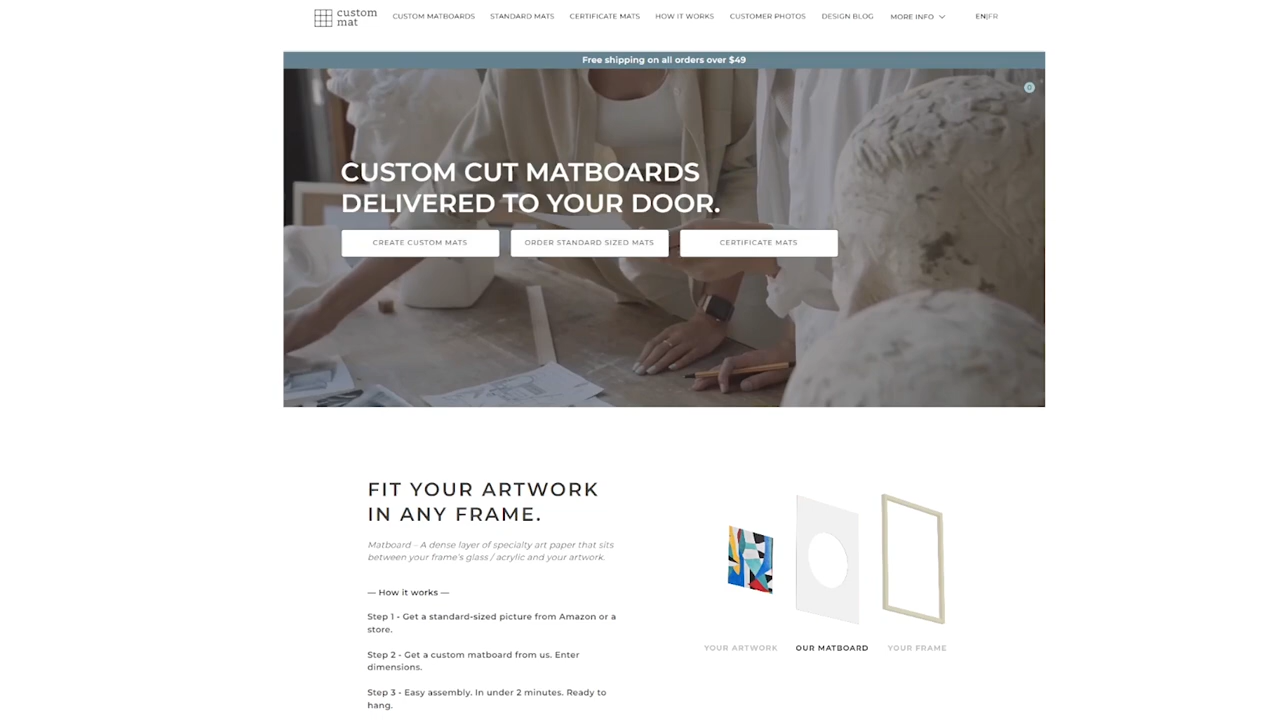 custom
mat
CUSTOM MATBOARDS STANDARD MATS CERTIFICATE MATS HOW IT WORKS CUSTOMER PHOTOS DESIGN BLOG MORE INFO EN|FR
Free shipping on all orders over $49
0
CUSTOM CUT MATBOARDS
DELIVERED TO YOUR DOOR.
CREATE CUSTOM MATS ORDER STANDARD SIZED MATS CERTIFICATE MATS
FIT YOUR ARTWORK
IN ANY FRAME.
Matboard - A dense layer of specialty art paper that sits
between your frame's glass / acrylic and your artwork.
— How it works —
Step 1 - Get a standard-sized picture from Amazon or a
store.
Step 2 - Get a custom matboard from us. Enter
dimensions.
Step 3 - Easy assembly. In under 2 minutes. Ready to
hang.
YOUR ARTWORK OUR MATBOARD YOUR FRAME